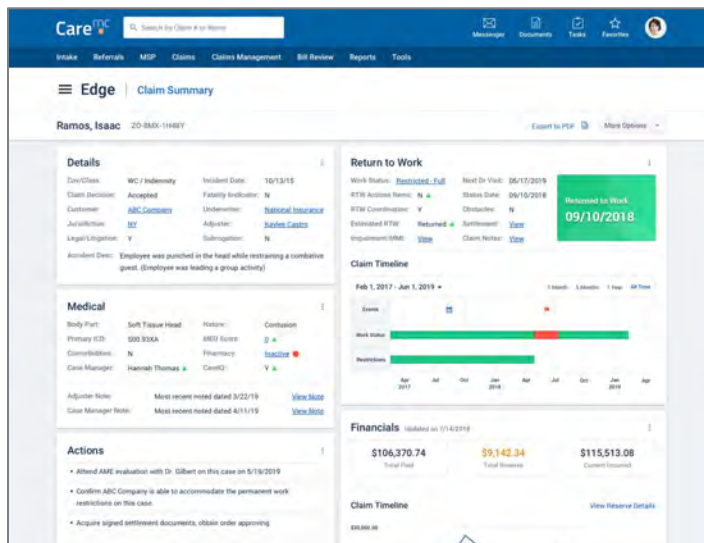 Care mc
Search by Claim # or Name
Messenger Documents Tasks Favorites
Intake Referrals MSP Claims Claims Management Bill Review Reports Tools
Edge Claim Summary
Ramos, Isaac
Export to PDF More Options
Details
Cov/Class: WC / Indemnity Incident Date: 10/13/15
Claim Decision: Accepted Fatality Indicator: N
Customer: ABC Company Underwriter: National Insurance
Jurisdiction: NY Adjuster: Kaylee Castro
Legal/Litigation: Y Subrogation: N
Accident Desc: Employee was punched in the head while restraining a combative
guest. (Employee was leading a group activity)
Medical
Body Part: Soft Tissue Head Nature: Contusion
Primary ICD: S00.93XA MED Score: 0
Comorbidities: N Pharmacy: Inactive
Case Manager: Hannah Thomas CareIQ: Y
Adjuster Note: Most recent noted dated 3/22/19 View Note
Case Manager Note: Most recent noted dated 4/11/19 View Note
Actions
• Attend AME evaluation with Dr. Gilbert on this case on 5/19/2019
• Confirm ABC Company is able to accommodate the permanent work
restrictions on this case.
• Acquire signed settlement documents, obtain order approving
Return to Work
Work Status: Restricted - Full Next Dr Visit: 05/17/2019
RTW Actions Items: N Status Date: 09/10/2018
RTW Coordination: Y Obstacles: N
Estimated RTW: Returned Settlement: View
Impairment/MMI: View Claim Notes: View
Returned to Work
09/10/2018
Claim Timeline
Feb 1, 2017 - Jun 1, 2019
1 Month 3 Months 1 Year All Time
Events
Work Status
Restrictions
Apr Jul Oct Jan Apr Jul Oct Jan Apr
2017 2018 2019
Financials Updated on 1/14/2018
$106,370.74 $9,142.34 $115,513.08
Total Paid Total Reserve Current Incurred
Claim Timeline View Reserve Details
$30,000.00